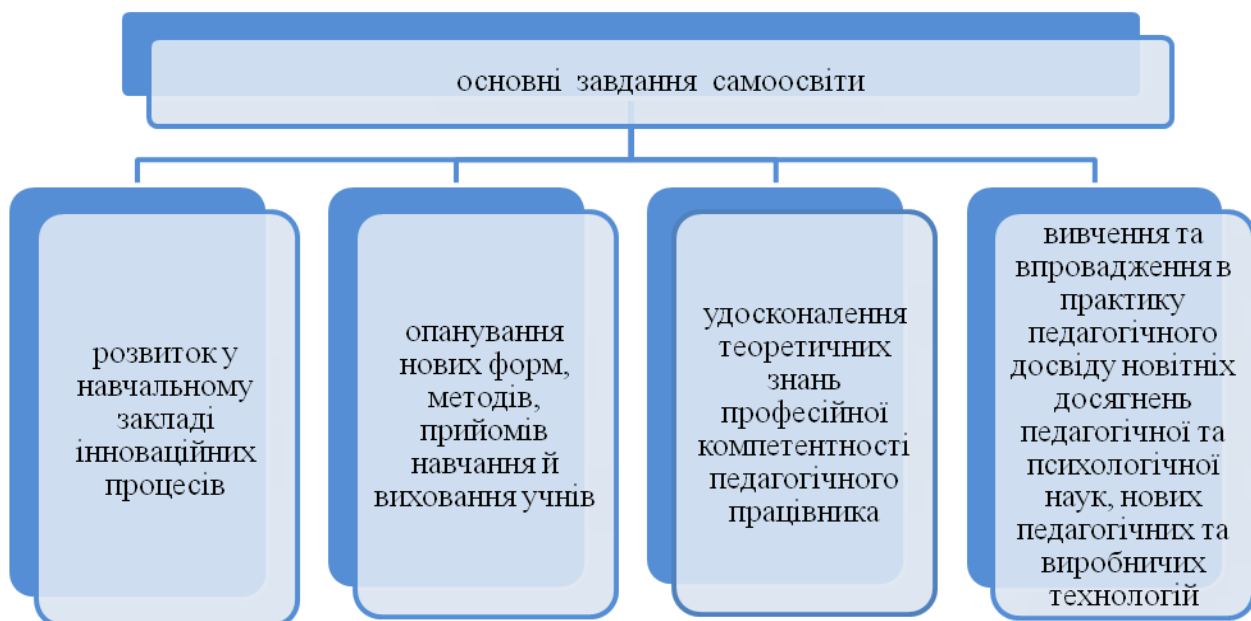 основні завдання самоосвіти
розвиток у
навчальному
закладі
інноваційних
процесів
опанування
нових форм,
методів,
прийомів
навчання й
виховання учнів
удосконалення
теоретичних
знань
професійної
компетентності
педагогічного
працівника
вивчення та
впровадження в
практику
педагогічного
досвіду новітніх
досягнень
педагогічної та
психологічної
наук, нових
педагогічних та
виробничих
технологій